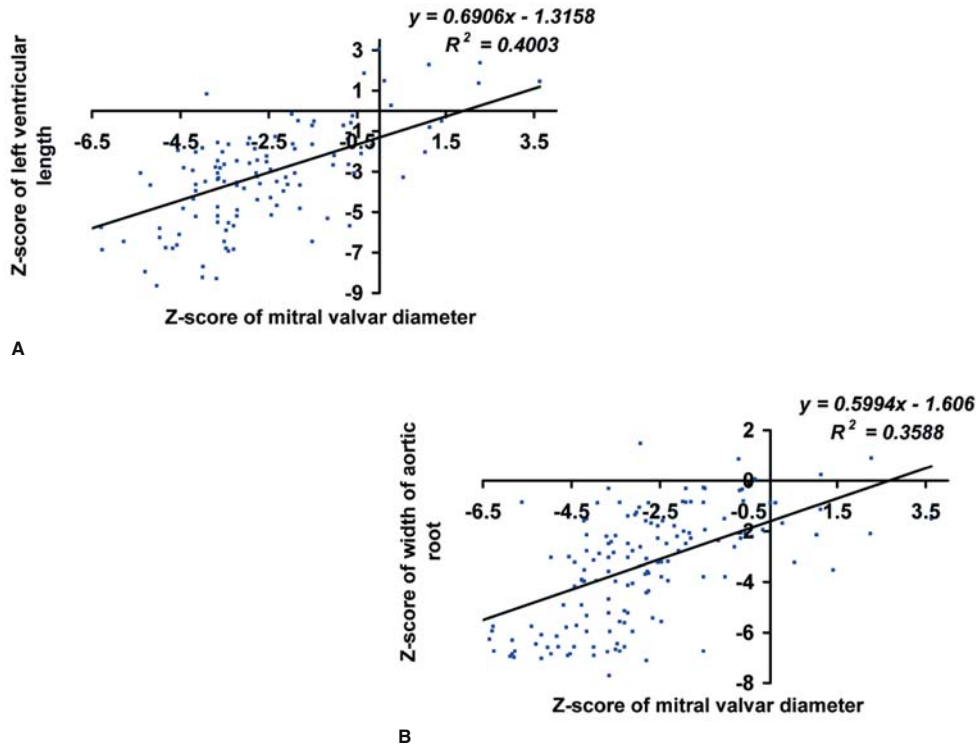 y = 0.6906x - 1.3158
R² = 0.4003
3
1
-6.5 -4.5 -2.5 -0.5 1.5 3.5
-1
-3
-5
-7
-9
Z-score of left ventricular
length
Z-score of mitral valvar diameter
A
y = 0.5994x - 1.606
R² = 0.3588
2
0
-6.5 -4.5 -2.5 -0.5 1.5 3.5
-2
-4
-6
-8
Z-score of width of aortic
root
Z-score of mitral valvar diameter
B